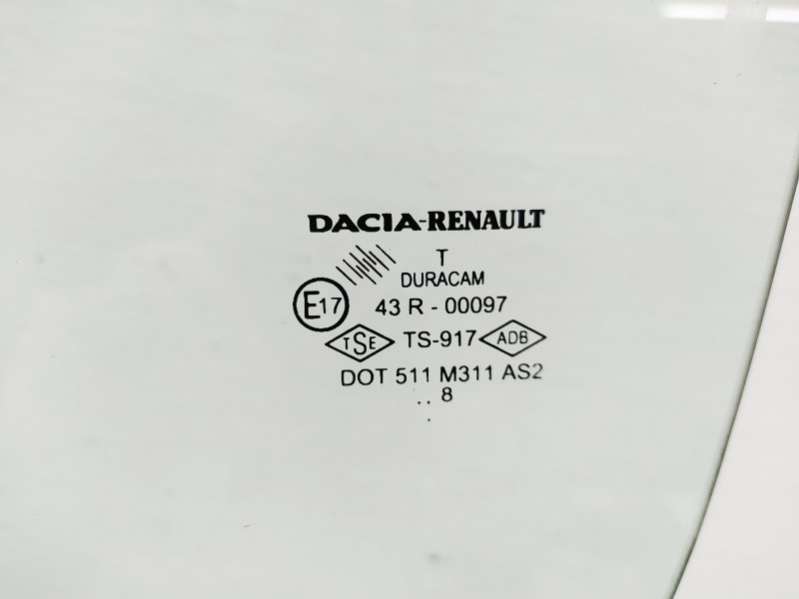 DACIA-RENAULT
T
DURACAM
E17 43 R - 00097
TSE TS-917 ADB
DOT 511 M311 AS2
.. 8
.